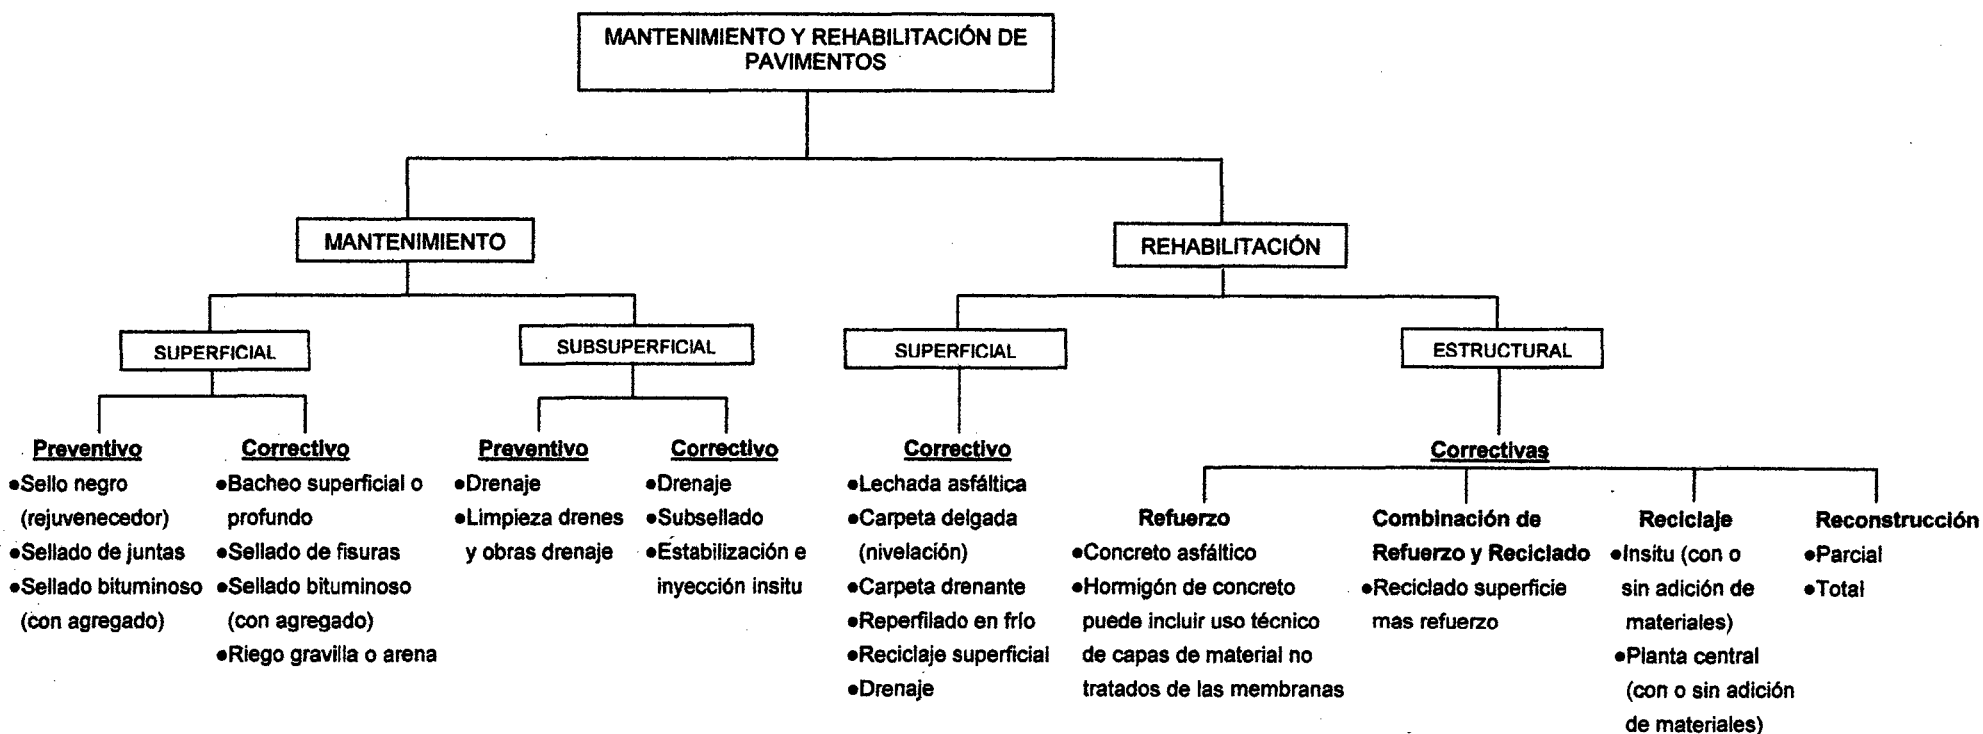 MANTENIMIENTO Y REHABILITACIÓN DE
PAVIMENTOS
MANTENIMIENTO
REHABILITACIÓN
SUPERFICIAL
SUBSUPERFICIAL
SUPERFICIAL
ESTRUCTURAL
Preventivo
●Sello negro
(rejuvenecedor)
●Sellado de juntas
●Sellado bituminoso
(con agregado)
Correctivo
●Bacheo superficial o
profundo
●Sellado de fisuras
●Sellado bituminoso
(con agregado)
●Riego gravilla o arena
Preventivo
●Drenaje
●Limpieza drenes
y obras drenaje
Correctivo
●Drenaje
●Subsellado
●Estabilización e
inyección insitu
Correctivo
●Lechada asfáltica
●Carpeta delgada
(nivelación)
●Carpeta drenante
●Reperfilado en frío
●Reciclaje superficial
●Drenaje
Correctivas
Refuerzo
●Concreto asfáltico
●Hormigón de concreto
puede incluir uso técnico
de capas de material no
tratados de las membranas
Combinación de
Refuerzo y Reciclado
●Reciclado superficie
mas refuerzo
Reciclaje
●Insitu (con o
sin adición de
materiales)
●Planta central
(con o sin adición
de materiales)
Reconstrucción
●Parcial
●Total